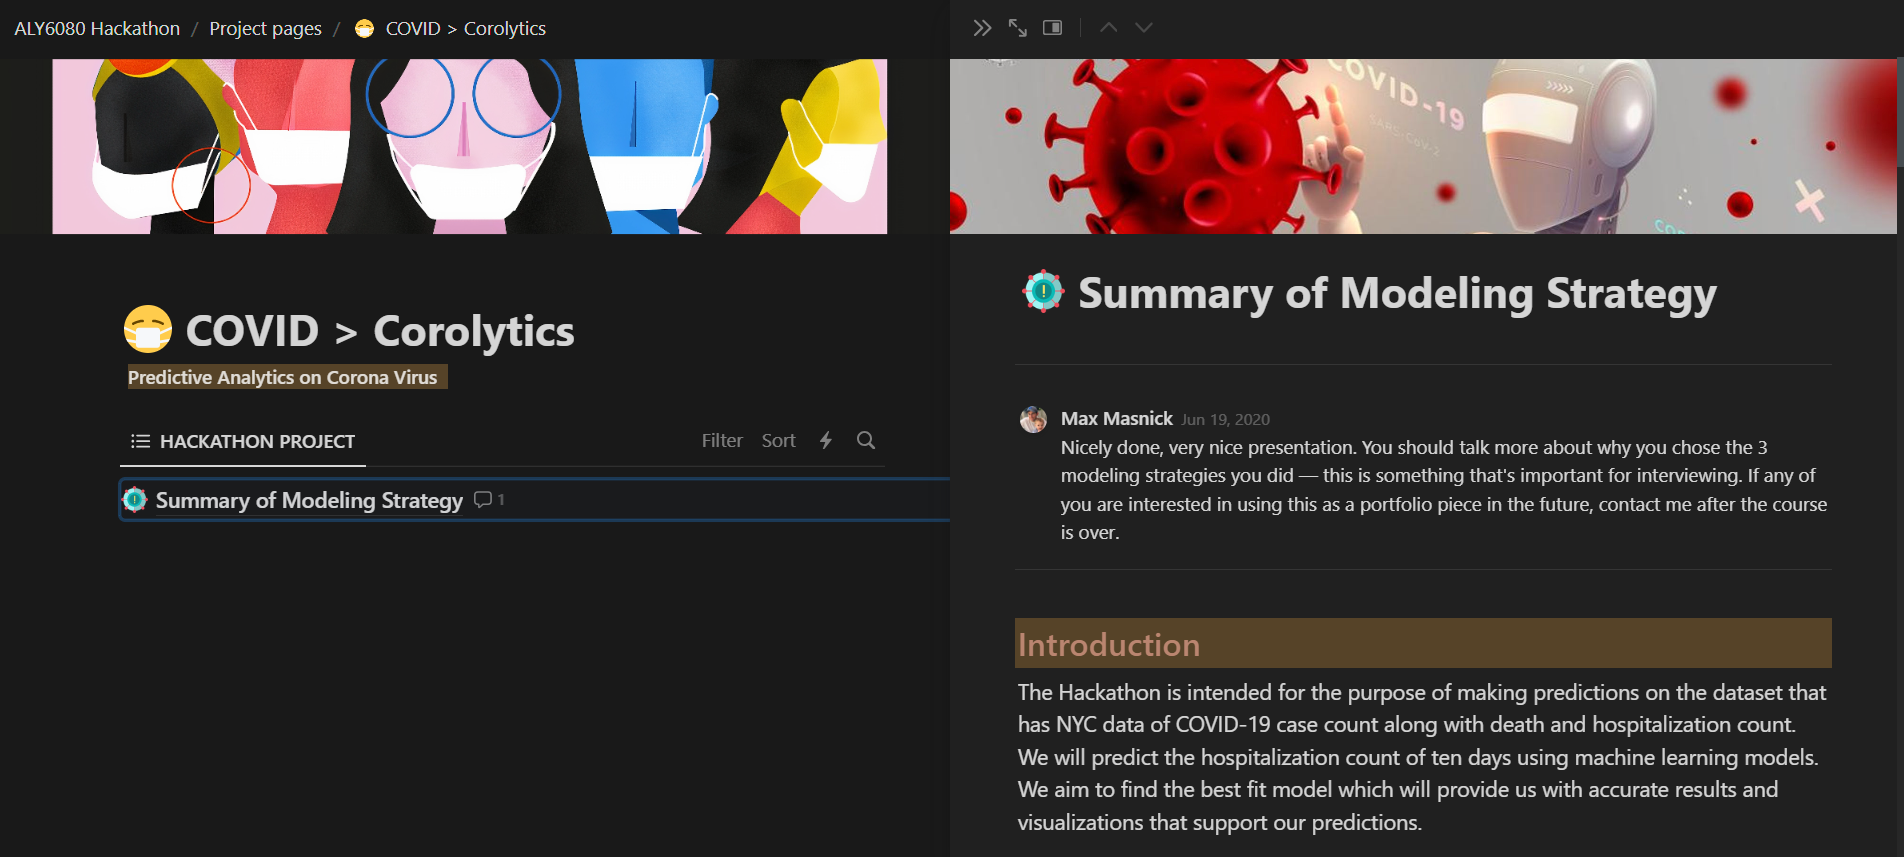 ALY6080 Hackathon / Project pages / COVID > Corolytics
COVID > Corolytics
Predictive Analytics on Corona Virus
HACKATHON PROJECT
Filter Sort
Summary of Modeling Strategy 1
COVID-19
SARS-CoV-2
Summary of Modeling Strategy
Max Masnick Jun 19, 2020
Nicely done, very nice presentation. You should talk more about why you chose the 3
modeling strategies you did — this is something that's important for interviewing. If any of
you are interested in using this as a portfolio piece in the future, contact me after the course
is over.
Introduction
The Hackathon is intended for the purpose of making predictions on the dataset that
has NYC data of COVID-19 case count along with death and hospitalization count.
We will predict the hospitalization count of ten days using machine learning models.
We aim to find the best fit model which will provide us with accurate results and
visualizations that support our predictions.